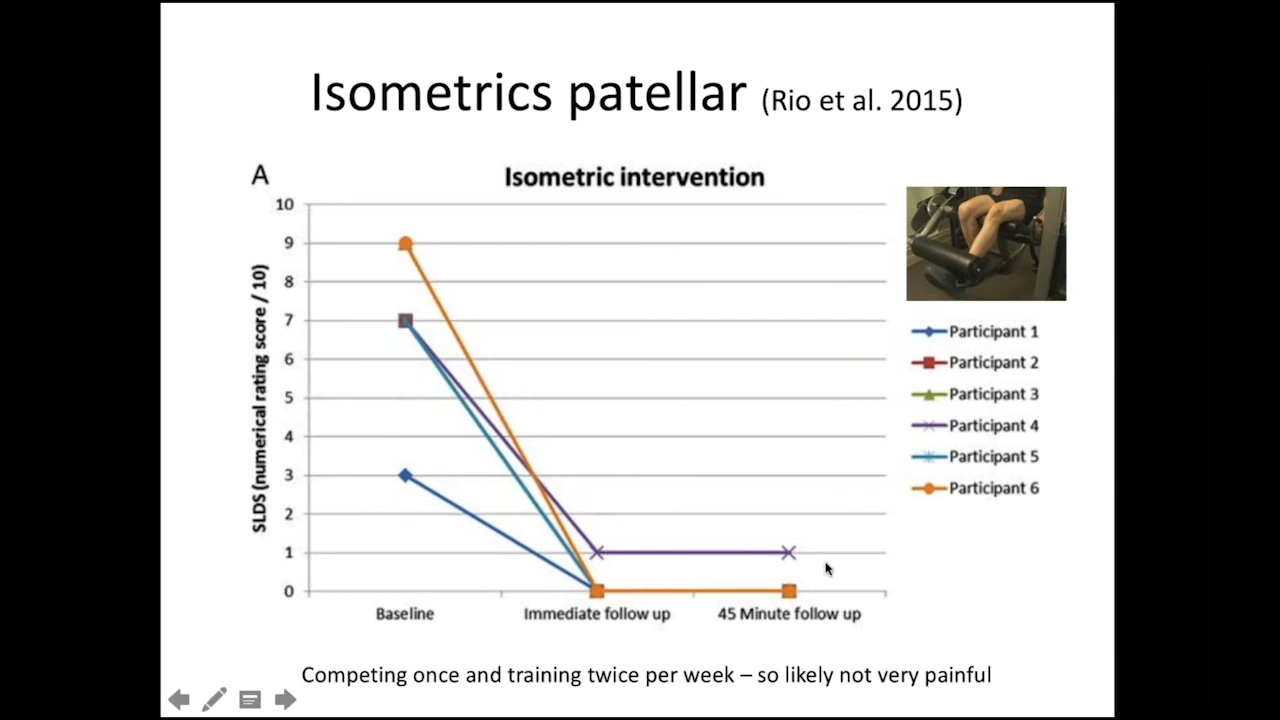 Isometrics patellar (Rio et al. 2015)
A
Isometric intervention
10
9
8
7
6
5
4
3
2
1
0
SLDS (numerical rating score / 10)
Baseline
Immediate follow up
45 Minute follow up
Participant 1
Participant 2
Participant 3
Participant 4
Participant 5
Participant 6
Competing once and training twice per week – so likely not very painful